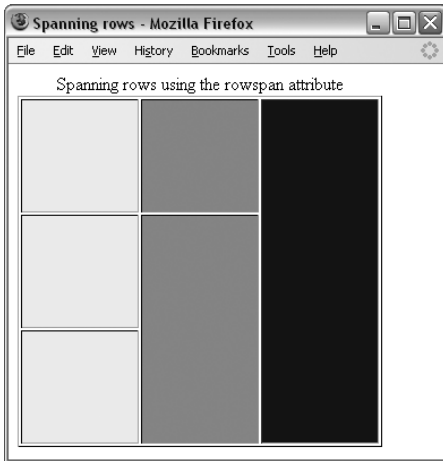 Spanning rows - Mozilla Firefox
File Edit View History Bookmarks Tools Help
Spanning rows using the rowspan attribute